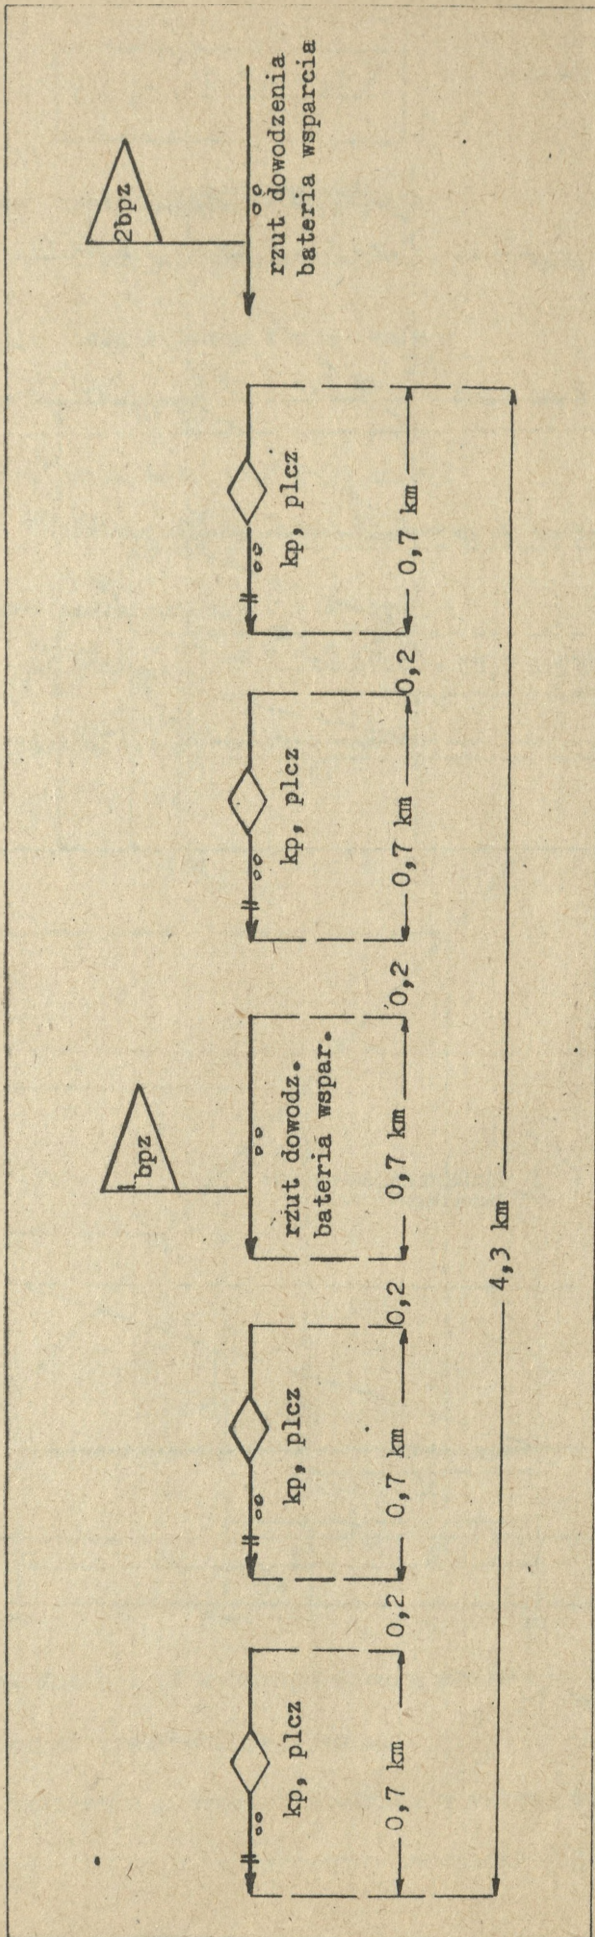 2bpz
rzut dowodzenia
bateria wsparcia
kp, plcz
0,7 km
0,2
kp, plcz
0,7 km
0,2
1
bpz
rzut dowodz.
bateria wspar.
0,7 km
0,2
kp, plcz
0,7 km
0,2
kp, plcz
0,7 km
4,3 km